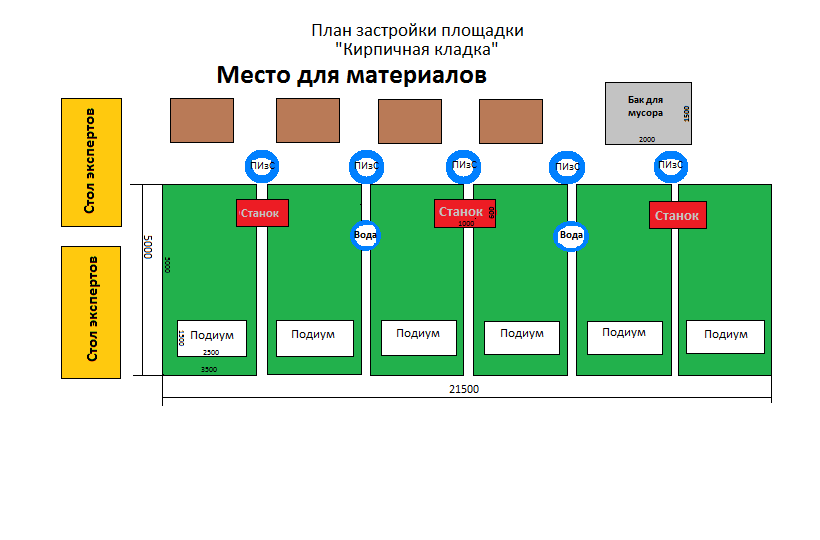 План застройки площадки
"Кирпичная кладка"
Место для материалов
Бак для
мусора
1500
2000
Стол экспертов
Стол экспертов
ПИзС
ПИзС
ПИзС
ПИзС
ПИзС
Станок
Станок
600
1000
Станок
Вода
Вода
5000
5000
Подиум
1500
2500
3500
Подиум
Подиум
Подиум
Подиум
Подиум
21500